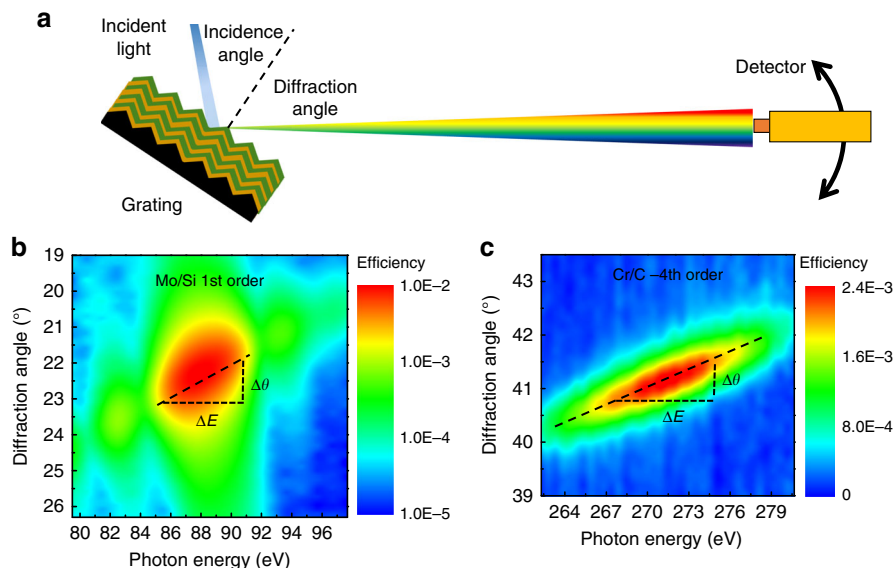 a
Incident
light
Incidence
angle
Diffraction
angle
Detector
Grating
b
Mo/Si 1st order
Efficiency
1.0E−2
1.0E−3
1.0E−4
1.0E−5
Diffraction angle (°)
19
20
21
22
23
24
25
26
Δθ
ΔE
80 82 84 86 88 90 92 94 96
Photon energy (eV)
c
Cr/C −4th order
Efficiency
2.4E−3
1.6E−3
8.0E−4
0
Diffraction angle (°)
43
42
41
40
39
Δθ
ΔE
264 267 270 273 276 279
Photon energy (eV)